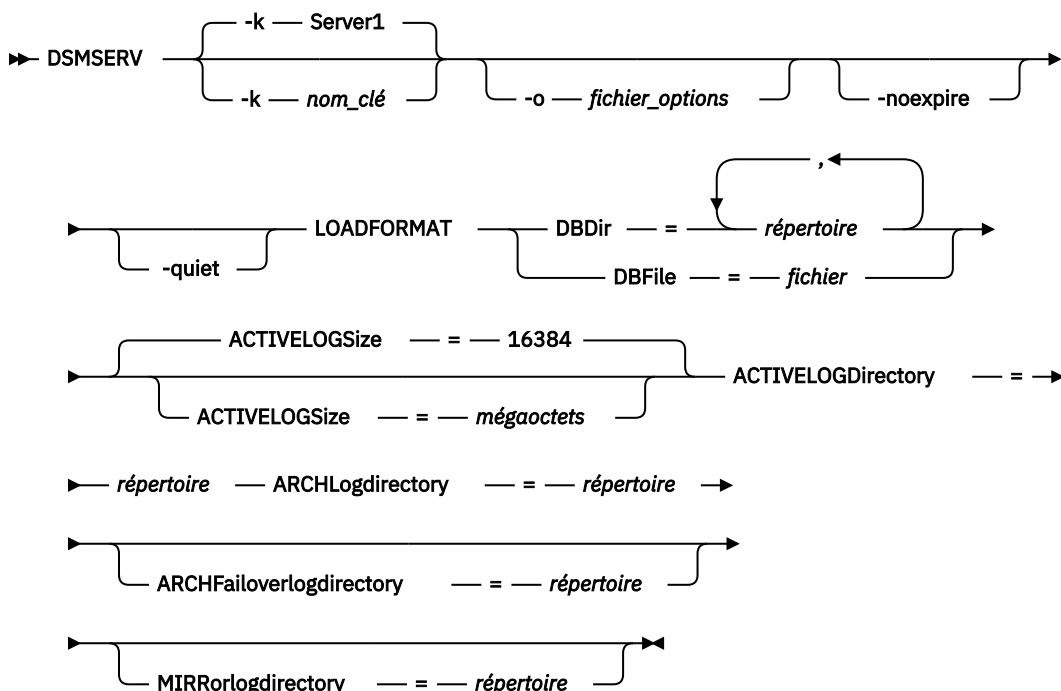 -k Server1
DSMSERV
-k nom_clé -o fichier_options -noexpire
,
LOADFORMAT DBDir = répertoire
-quiet DBFile = fichier
ACTIVELOGSize = 16384
ACTIVELOGDirectory =
ACTIVELOGSize = mégaoctets
répertoire ARCHLogdirectory = répertoire
ARCHFailoverlogdirectory = répertoire
MIRRorlogdirectory = répertoire